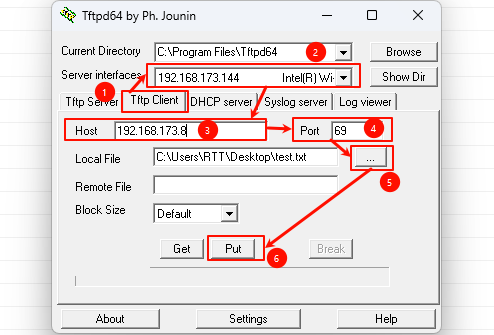 Tftpd64 by Ph. Jounin
Current Directory C:\Program Files\Tftpd64 2 Browse
Server interfaces 192.168.173.144 Intel(R) Wi- Show Dir
1
Tftp Server Tftp Client DHCP server Syslog server Log viewer
Host 192.168.173.8 3 Port 69 4
Local File C:\Users\RTT\Desktop\test.txt ...
5
Remote File
Block Size Default
Get Put 6 Break
About Settings Help